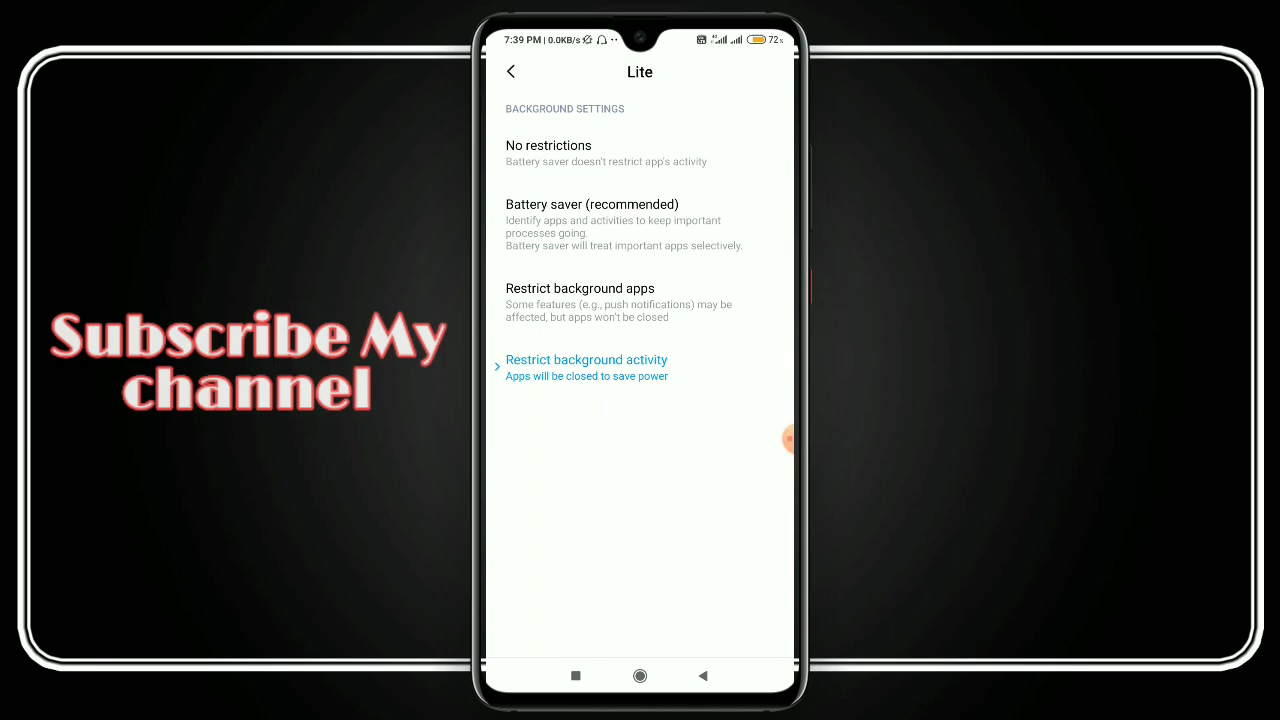 Subscribe My
channel
7:39 PM | 0.0KB/s
72
Lite
BACKGROUND SETTINGS
No restrictions
Battery saver doesn't restrict app's activity
Battery saver (recommended)
Identify apps and activities to keep important
processes going.
Battery saver will treat important apps selectively.
Restrict background apps
Some features (e.g., push notifications) may be
affected, but apps won't be closed
Restrict background activity
Apps will be closed to save power